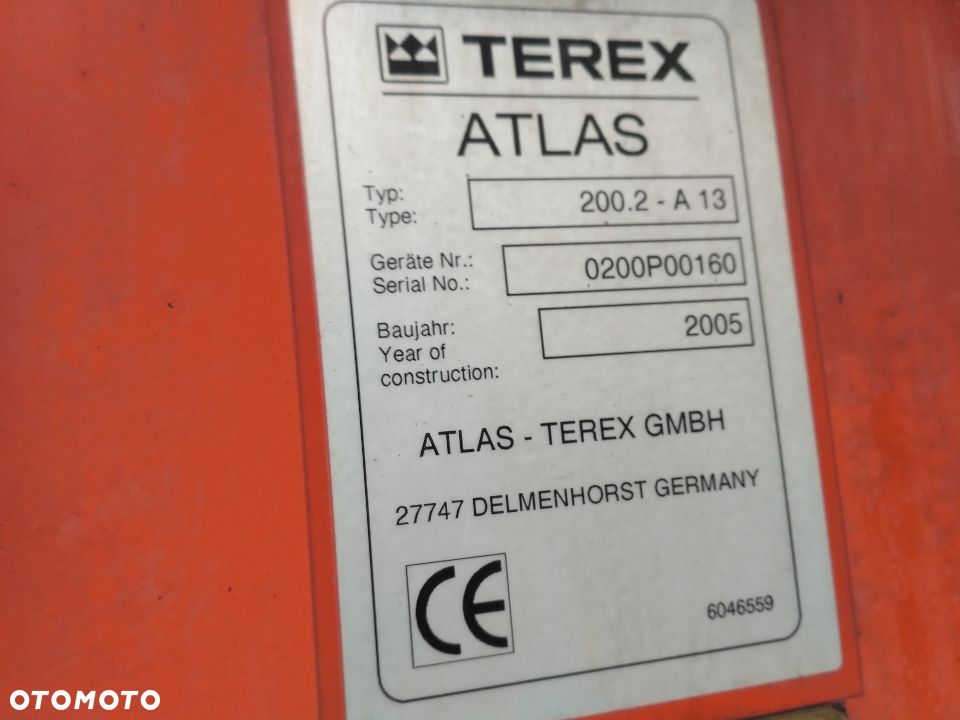 TEREX
ATLAS
Typ:
Type:
200.2 - A 13
Geräte Nr.:
Serial No.:
0200P00160
Baujahr:
Year of
construction:
2005
ATLAS - TEREX GMBH
27747 DELMENHORST GERMANY
CE
6046559
OTOMOTO